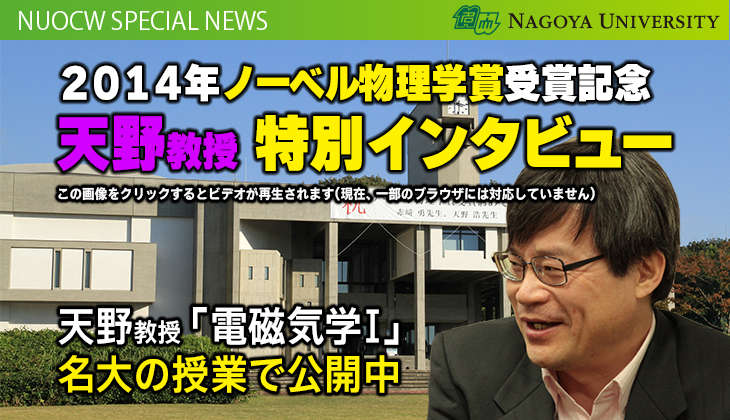 NUOCW SPECIAL NEWS
NAGOYA UNIVERSITY
2014年ノーベル物理学賞受賞記念
天野教授 特別インタビュー
この画像をクリックするとビデオが再生されます(現在、一部のブラウザには対応していません)
祝
赤﨑 勇先生、天野 浩先生
天野教授「電磁気学I」
名大の授業で公開中